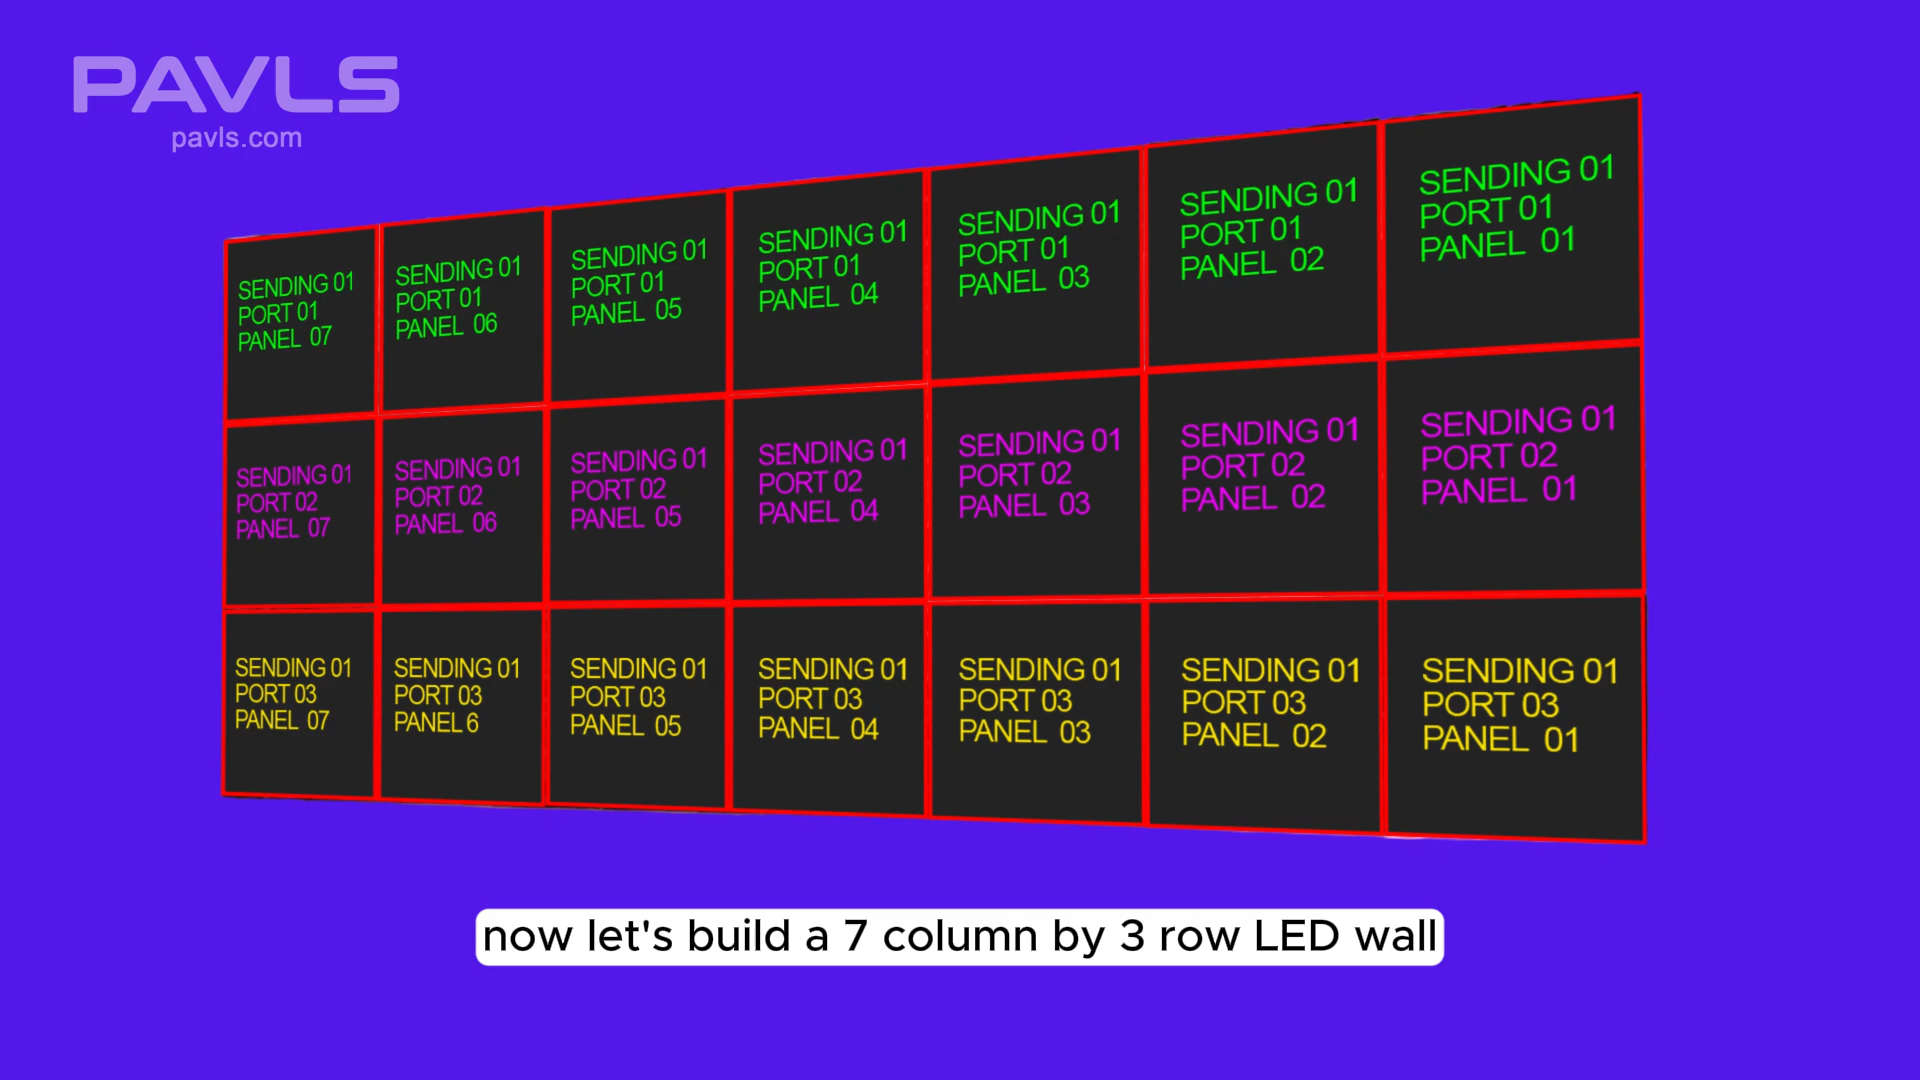 PAVLS
pavls.com
SENDING 01
PORT 01
PANEL 07
SENDING 01
PORT 01
PANEL 06
SENDING 01
PORT 01
PANEL 05
SENDING 01
PORT 01
PANEL 04
SENDING 01
PORT 01
PANEL 03
SENDING 01
PORT 01
PANEL 02
SENDING 01
PORT 01
PANEL 01
SENDING 01
PORT 02
PANEL 07
SENDING 01
PORT 02
PANEL 06
SENDING 01
PORT 02
PANEL 05
SENDING 01
PORT 02
PANEL 04
SENDING 01
PORT 02
PANEL 03
SENDING 01
PORT 02
PANEL 02
SENDING 01
PORT 02
PANEL 01
SENDING 01
PORT 03
PANEL 07
SENDING 01
PORT 03
PANEL 6
SENDING 01
PORT 03
PANEL 05
SENDING 01
PORT 03
PANEL 04
SENDING 01
PORT 03
PANEL 03
SENDING 01
PORT 03
PANEL 02
SENDING 01
PORT 03
PANEL 01
now let's build a 7 column by 3 row LED wall